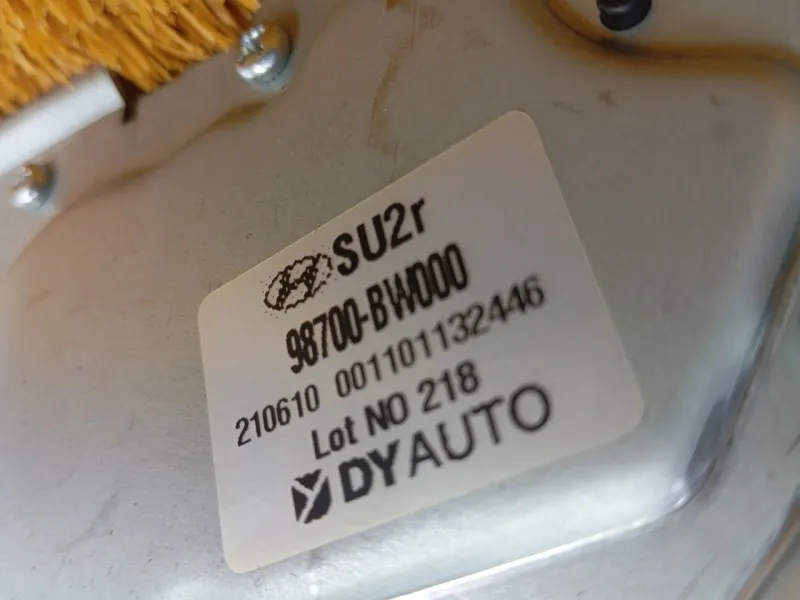 SU2r
98700-BW000
210610 001101132446
Lot NO 218
DYAUTO